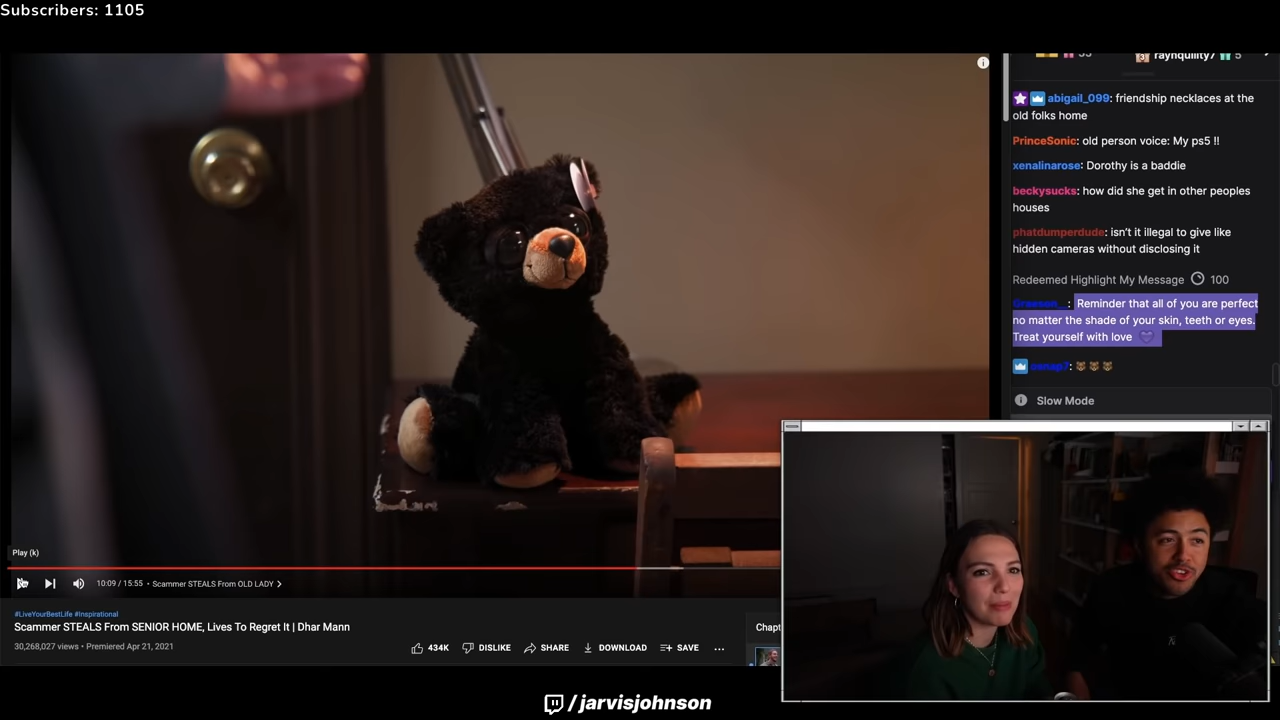 Subscribers: 1105
raynquility7 5
abigail_099: friendship necklaces at the
old folks home
PrinceSonic: old person voice: My ps5 !!
xenalinarose: Dorothy is a baddie
beckysucks: how did she get in other peoples
houses
phatdumperdude: isn't it illegal to give like
hidden cameras without disclosing it
Redeemed Highlight My Message 100
Reminder that all of you are perfect
no matter the shade of your skin, teeth or eyes.
Treat yourself with love
Slow Mode
Play (k)
10:09 / 15:55 • Scammer STEALS From OLD LADY
#LiveYourBestLife #Inspirational
Scammer STEALS From SENIOR HOME, Lives To Regret It | Dhar Mann
30,268,027 views • Premiered Apr 21, 2021
434K DISLIKE SHARE DOWNLOAD SAVE ...
Chapt
/jarvisjohnson